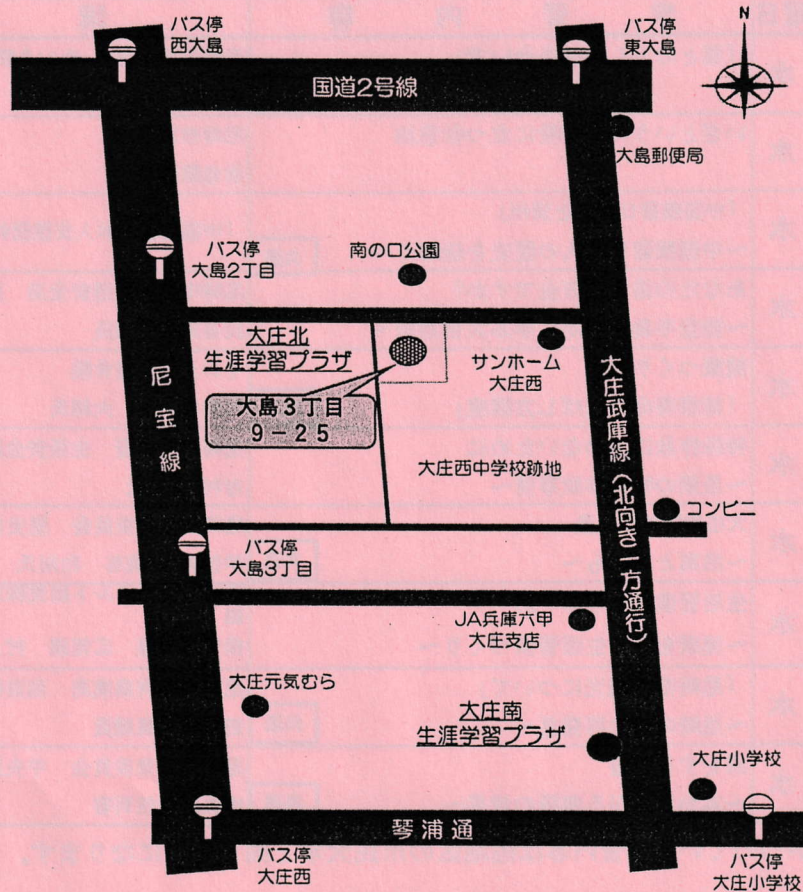 N
バス停
西大島
バス停
東大島
国道2号線
大島郵便局
バス停
大島2丁目
南の口公園
大庄北
生涯学習プラザ
サンホーム
大庄西
大島3丁目
9-25
尼宝線
大庄武庫線(北向き一方通行)
大庄西中学校跡地
コンビニ
バス停
大島3丁目
JA兵庫六甲
大庄支店
大庄元気むら
大庄南
生涯学習プラザ
大庄小学校
琴浦通
バス停
大庄西
バス停
大庄小学校